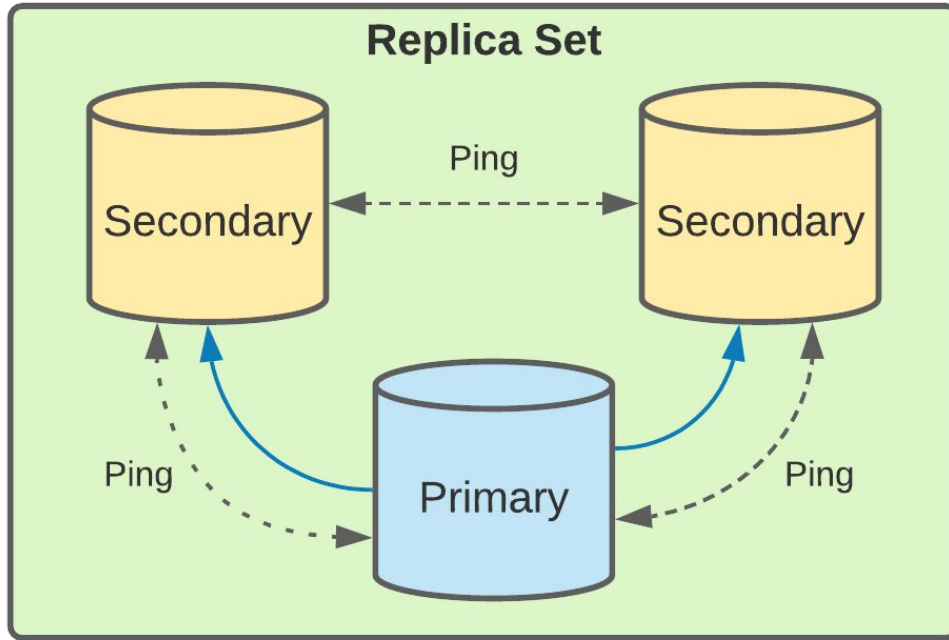 Replica Set
Ping
Secondary
Secondary
Ping
Primary
Ping